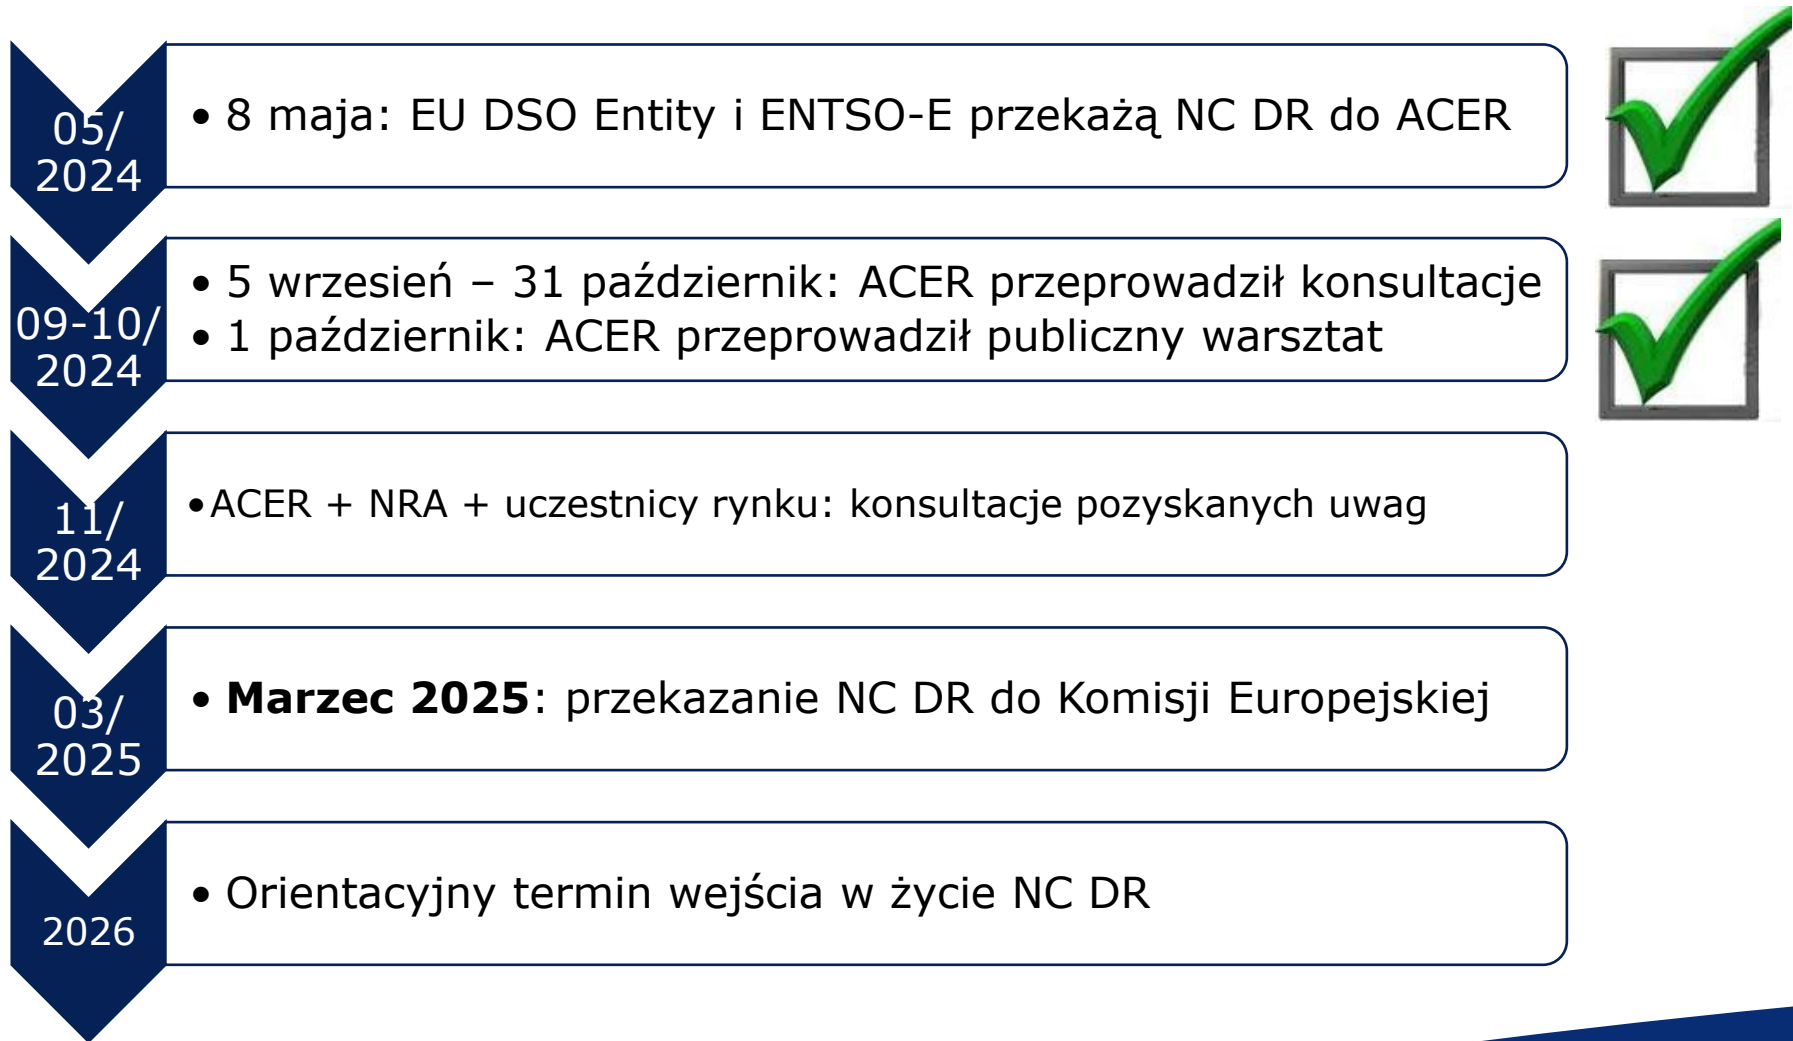 05/
2024
• 8 maja: EU DSO Entity i ENTSO-E przekażą NC DR do ACER
09-10/
2024
• 5 wrzesień – 31 październik: ACER przeprowadził konsultacje
• 1 październik: ACER przeprowadził publiczny warsztat
11/
2024
• ACER + NRA + uczestnicy rynku: konsultacje pozyskanych uwag
03/
2025
• Marzec 2025: przekazanie NC DR do Komisji Europejskiej
2026
• Orientacyjny termin wejścia w życie NC DR